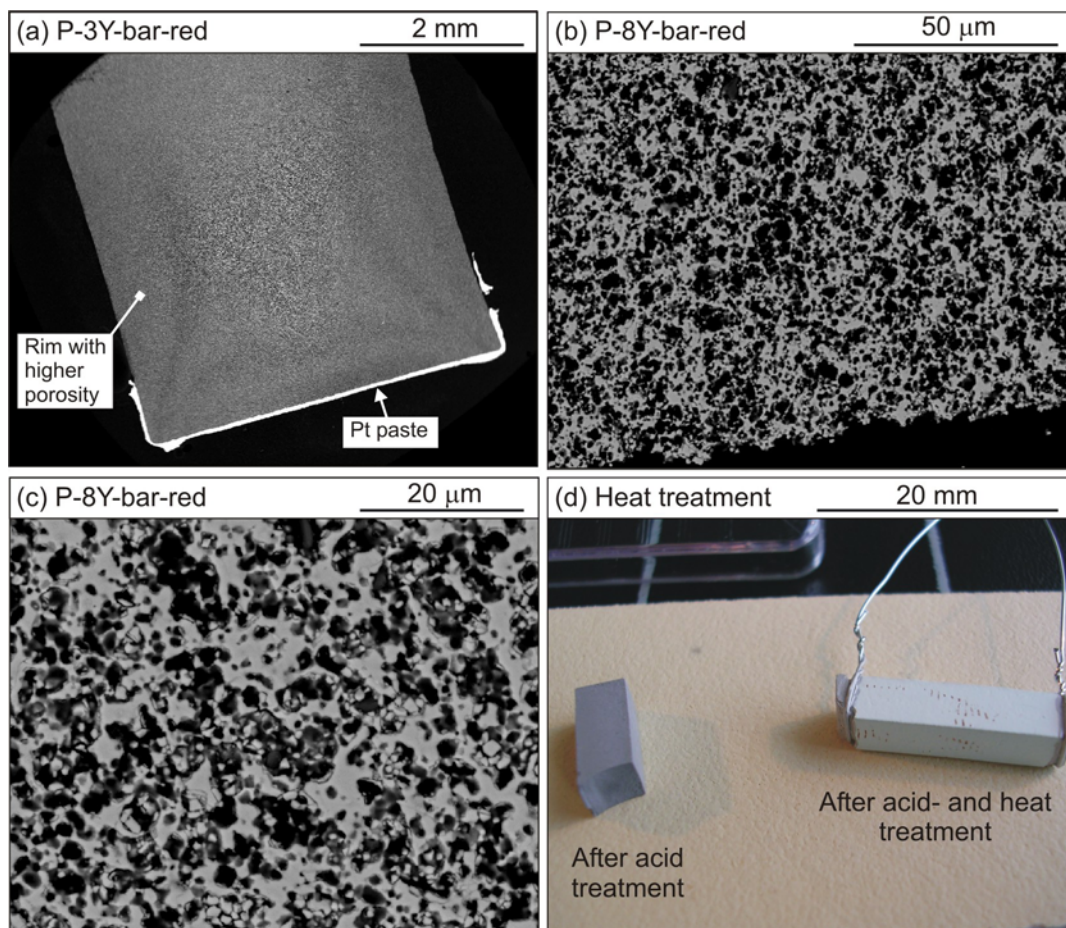 (a) P-3Y-bar-red
2 mm
Rim with
higher
porosity
Pt paste
(b) P-8Y-bar-red
50 μm
(c) P-8Y-bar-red
20 μm
(d) Heat treatment
20 mm
After acid
treatment
After acid- and heat
treatment